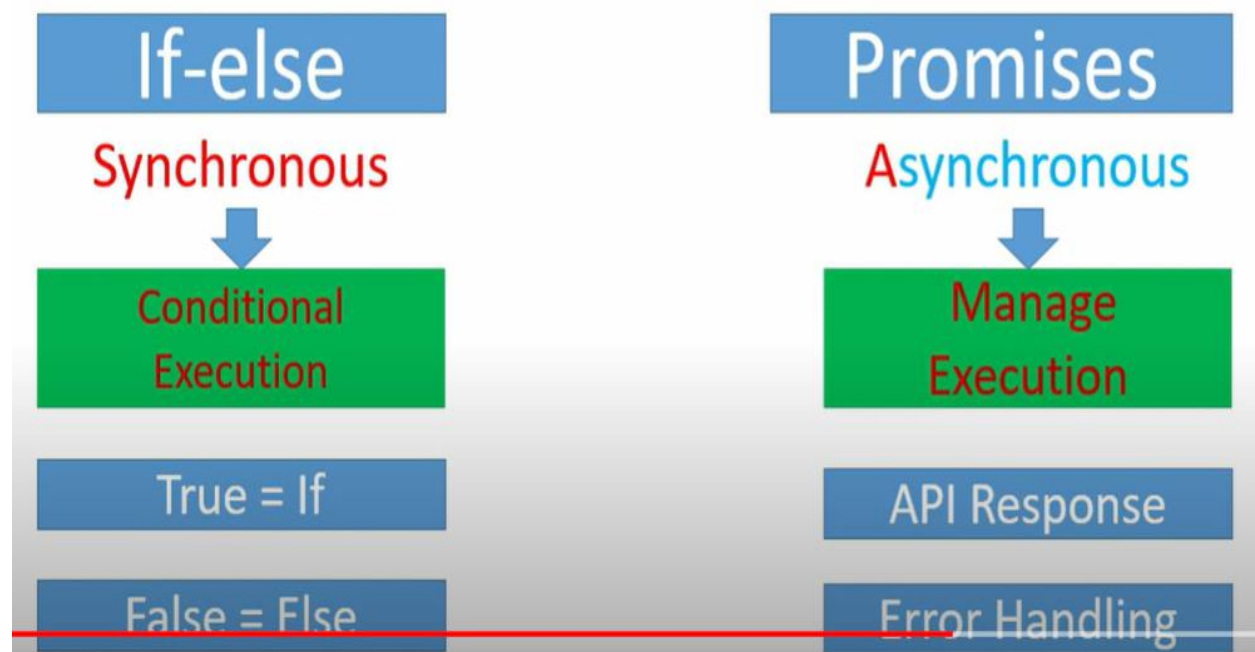 If-else
Synchronous
Conditional
Execution
True = If
False = Else
Promises
Asynchronous
Manage
Execution
API Response
Error Handling